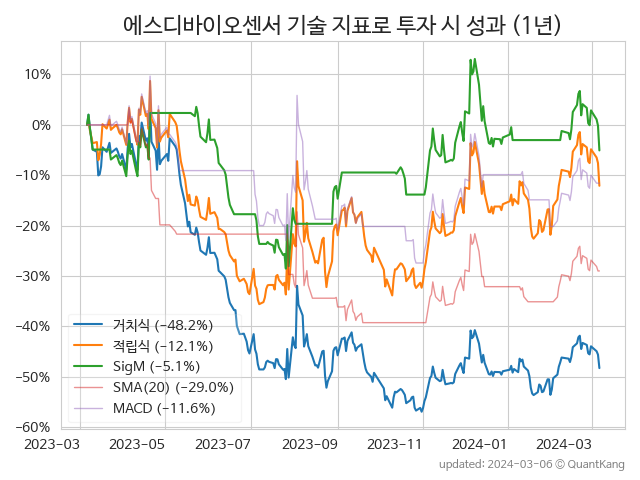 에스디바이오센서 기술 지표로 투자 시 성과 (1년)
10%
0%
−10%
−20%
−30%
−40%
−50%
−60%
거치식 (−48.2%)
적립식 (−12.1%)
SigM (−5.1%)
SMA(20) (−29.0%)
MACD (−11.6%)
2023−03
2023−05
2023−07
2023−09
2023−11
2024−01
2024−03
updated: 2024-03-06 © QuantKang